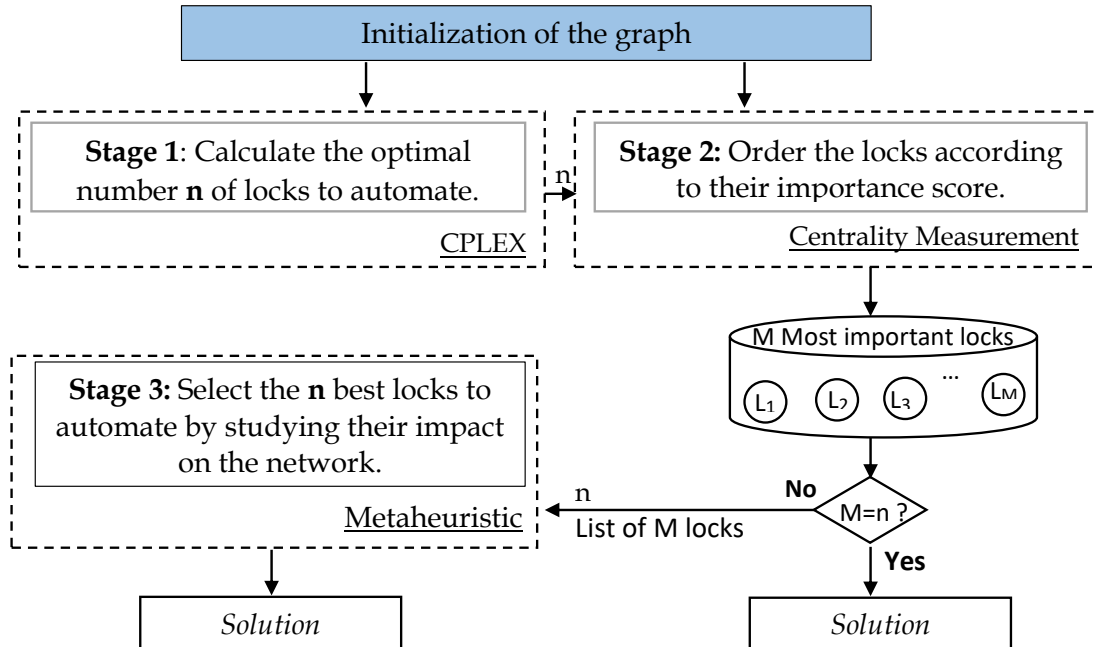 Initialization of the graph
Stage 1: Calculate the optimal
number n of locks to automate.
CPLEX
n
Stage 2: Order the locks according
to their importance score.
Centrality Measurement
M Most important locks
L1 L2 L3 ... LM
M=n ?
No
Yes
n
List of M locks
Stage 3: Select the n best locks to
automate by studying their impact
on the network.
Metaheuristic
Solution
Solution